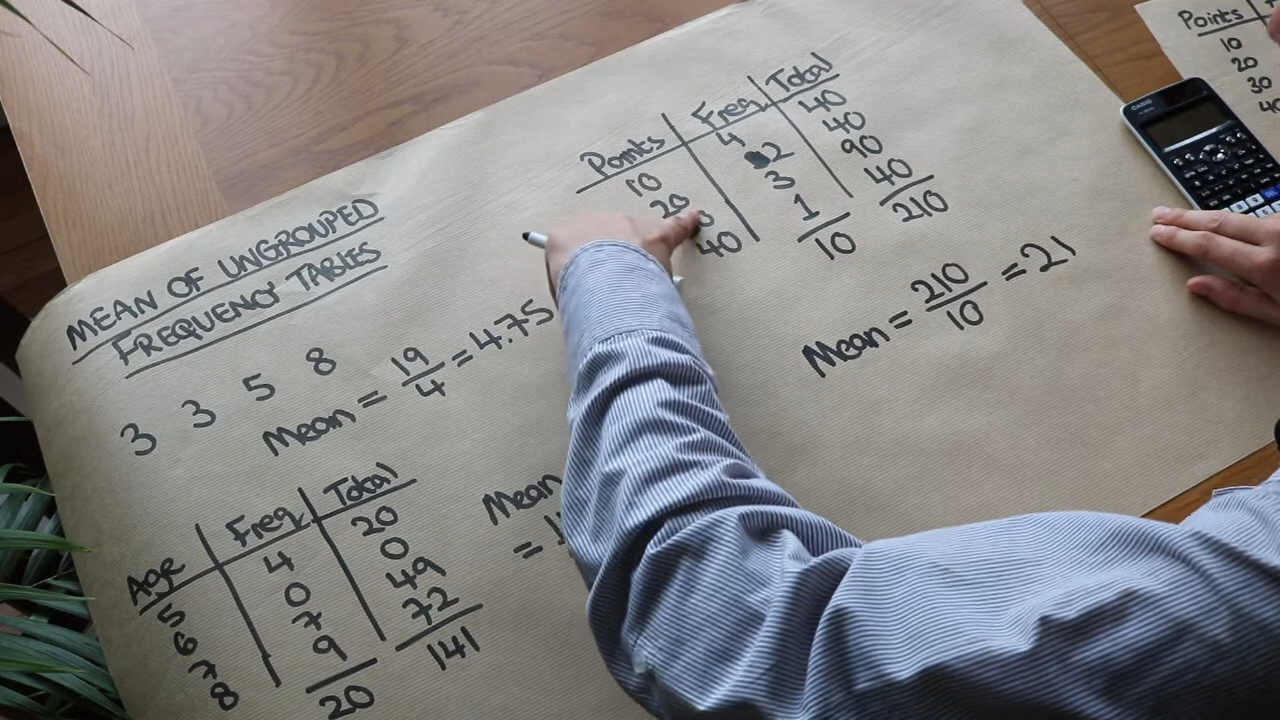 MEAN OF UNGROUPED
FREQUENCY TABLES
3 3 5 8
Mean = 19/4 = 4.75
Age Freq Total
5 4 20
6 0 0
7 7 49
8 9 72
20 141
Mean
=
Points Freq Total
10 4 40
20 2 40
0 3 90
40 1 40
10 210
Mean = 210/10 = 21
Points
10
20
30
40
CASIO